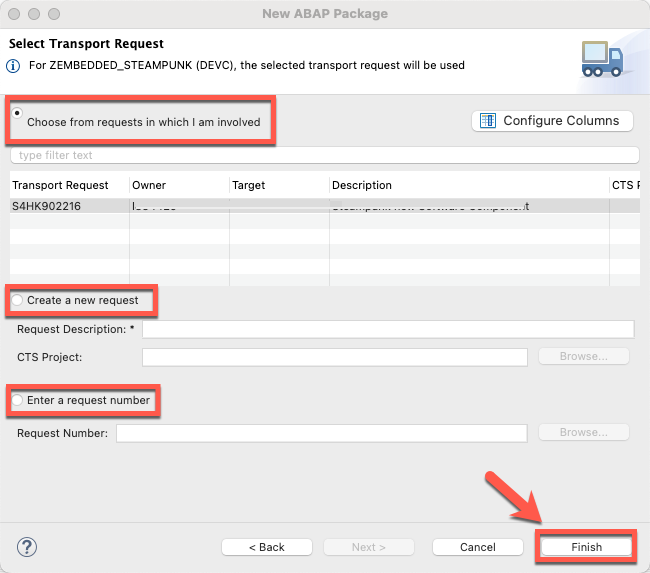 New ABAP Package
Select Transport Request
For ZEMBEDDED_STEAMPUNK (DEVC), the selected transport request will be used
Choose from requests in which I am involved
Configure Columns
type filter text
Transport Request Owner Target Description CTS P
S4HK902216 Software Component
Create a new request
Request Description: *
CTS Project: Browse...
Enter a request number
Request Number: Browse...
? < Back Next > Cancel Finish